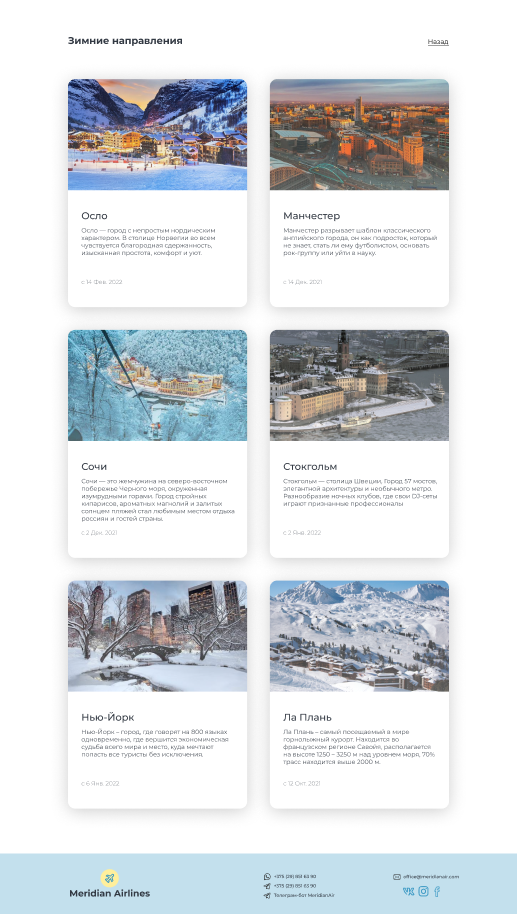 Зимние направления
Назад
Осло
Осло — город с непростым нордическим
характером. В столице Норвегии во всем
чувствуется благородная сдержанность,
изысканная простота, комфорт и уют.
с 14 Фев. 2022
Манчестер
Манчестер разрывает шаблон классического
английского города, он как подросток, который
не знает, стать ли ему футболистом, основать
рок-группу или уйти в науку.
с 14 Дек. 2021
Сочи
Сочи — это жемчужина на северо-восточном
побережье Черного моря, окруженная
изумрудными горами. Город стройных
кипарисов, ароматных магнолий и залитых
солнцем пляжей стал любимым местом отдыха
россиян и гостей страны.
с 2 Дек. 2021
Стокгольм
Стокгольм — столица Швеции, Город 57 мостов,
элегантной архитектуры и необычного метро.
Разнообразие ночных клубов, где свои DJ-сеты
играют признанные профессионалы
с 2 Янв. 2022
Нью-Йорк
Нью-Йорк – город, где говорят на 800 языках
одновременно, где вершится экономическая
судьба всего мира и место, куда мечтают
попасть все туристы без исключения.
с 6 Янв. 2022
Ла Плань
Ла Плань – самый посещаемый в мире
горнолыжный курорт. Находится во
французском регионе Савойя, располагается
на высоте 1250 – 3250 м над уровнем моря, 70%
трасс находится выше 2000 м.
с 12 Окт. 2021
Meridian Airlines
+375 (29) 851 63 90
+375 (29) 851 63 90
Телеграм-бот MeridianAir
office@meridianair.com